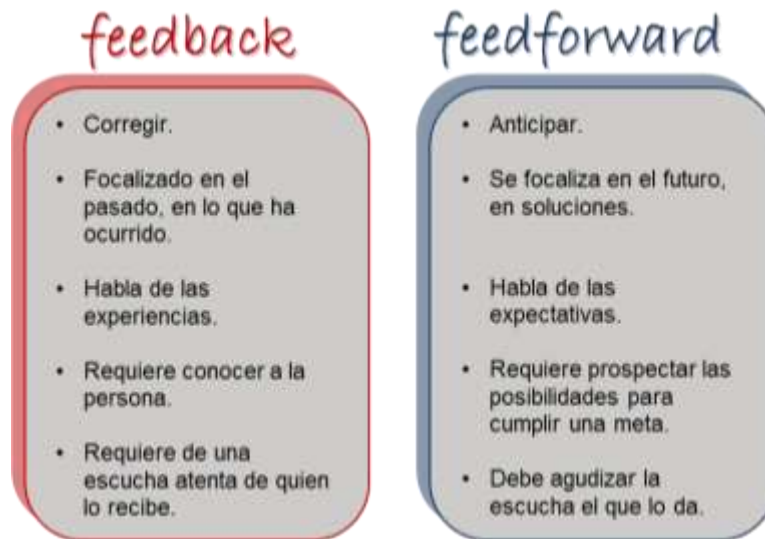 feedback
• Corregir.
• Focalizado en el
pasado, en lo que ha
ocurrido.
• Habla de las
experiencias.
• Requiere conocer a la
persona.
• Requiere de una
escucha atenta de quien
lo recibe.
feedforward
• Anticipar.
• Se focaliza en el futuro,
en soluciones.
• Habla de las
expectativas.
• Requiere prospectar las
posibilidades para
cumplir una meta.
• Debe agudizar la
escucha el que lo da.